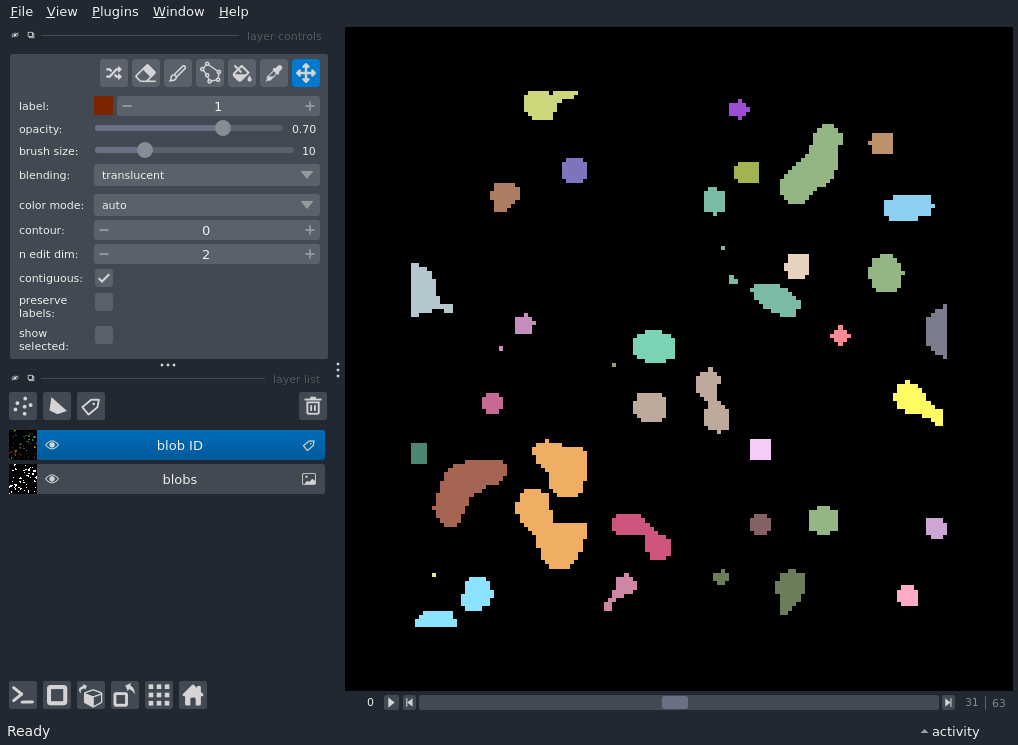 File View Plugins Window Help
layer controls
label: 1
opacity: 0.70
brush size: 10
blending: translucent
color mode: auto
contour: 0
n edit dim: 2
contiguous:
preserve
labels:
show
selected:
layer list
blob ID
blobs
0 31 63
Ready activity